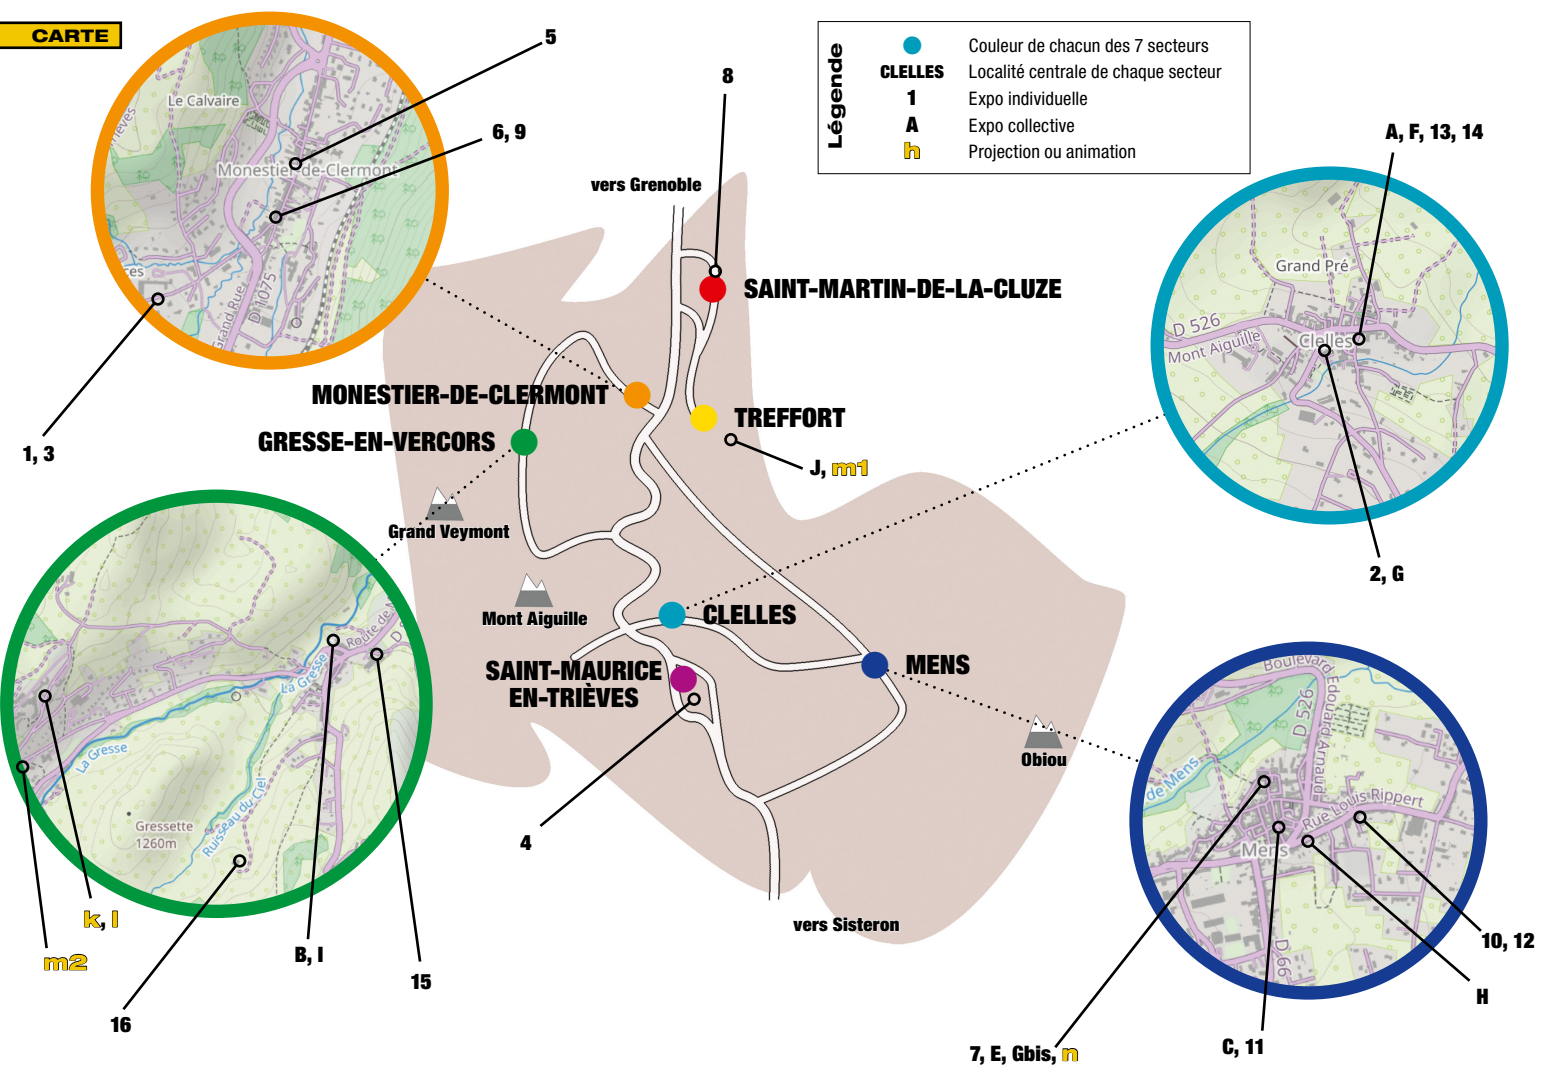 CARTE
Légende
Couleur de chacun des 7 secteurs
CLELLES Localité centrale de chaque secteur
1 Expo individuelle
A Expo collective
h Projection ou animation
5
6, 9
1, 3
8
A, F, 13, 14
2, G
Le Calvaire
Monestier-de-Clermont
Grand Rue
D 1075
vers Grenoble
SAINT-MARTIN-DE-LA-CLUZE
MONESTIER-DE-CLERMONT
TREFFORT
GRESSE-EN-VERCORS
J, m1
Grand Veymont
Mont Aiguille
CLELLES
SAINT-MAURICE
EN-TRIÈVES
MENS
Obiou
4
vers Sisteron
Grand Pré
D 526
Mont Aiguille
Clelles
La Gresse
Route de
La Gresse
Ruisseau du Ciel
Gressette
1260m
k, l
m2
16
B, I
15
Boulevard Edouard Arnaud
D 526
de Mens
Rue Louis Rippert
Mens
D 66
10, 12
H
C, 11
7, E, Gbis, n